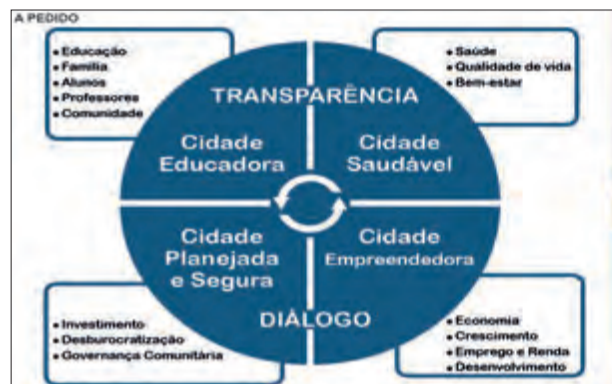 A PEDIDO
• Educação
• Família
• Alunos
• Professores
• Comunidade
• Saúde
• Qualidade de vida
• Bem-estar
TRANSPARÊNCIA
Cidade
Educadora
Cidade
Saudável
Cidade
Planejada
e Segura
Cidade
Empreendedora
DIÁLOGO
• Investimento
• Desburocratização
• Governança Comunitária
• Economia
• Crescimento
• Emprego e Renda
• Desenvolvimento